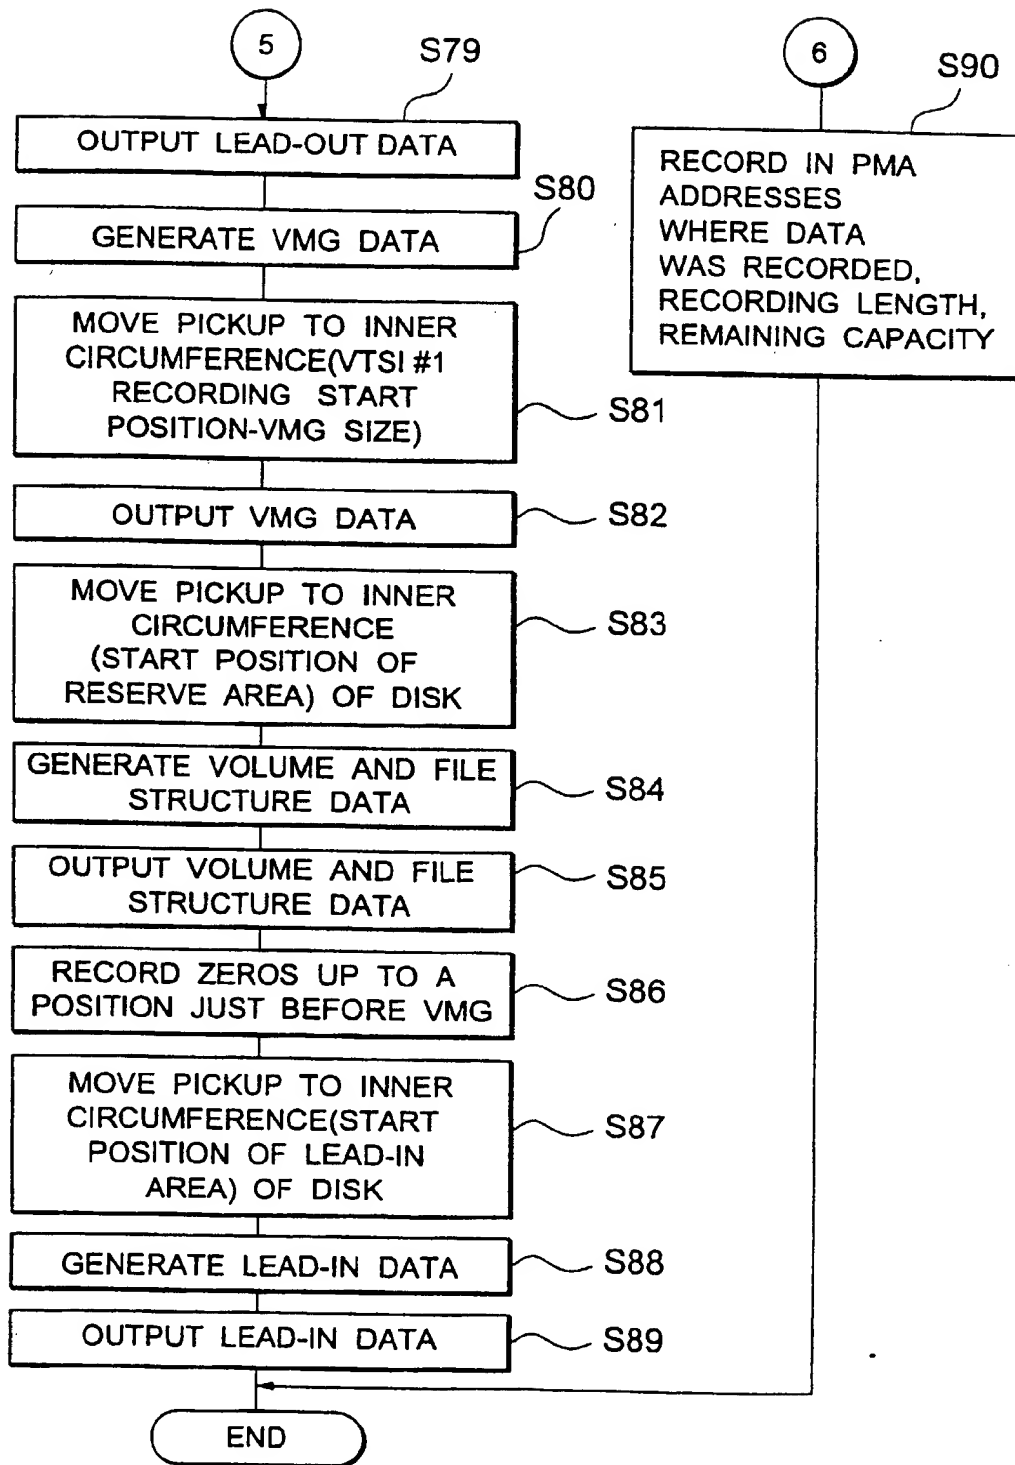 5
S79
OUTPUT LEAD-OUT DATA
S80
GENERATE VMG DATA
MOVE PICKUP TO INNER
CIRCUMFERENCE(VTSI #1
RECORDING START
POSITION-VMG SIZE)
S81
OUTPUT VMG DATA
S82
MOVE PICKUP TO INNER
CIRCUMFERENCE
(START POSITION OF
RESERVE AREA) OF DISK
S83
GENERATE VOLUME AND FILE
STRUCTURE DATA
S84
OUTPUT VOLUME AND FILE
STRUCTURE DATA
S85
RECORD ZEROS UP TO A
POSITION JUST BEFORE VMG
S86
MOVE PICKUP TO INNER
CIRCUMFERENCE(START
POSITION OF LEAD-IN
AREA) OF DISK
S87
GENERATE LEAD-IN DATA
S88
OUTPUT LEAD-IN DATA
S89
END
6
S90
RECORD IN PMA
ADDRESSES
WHERE DATA
WAS RECORDED,
RECORDING LENGTH,
REMAINING CAPACITY